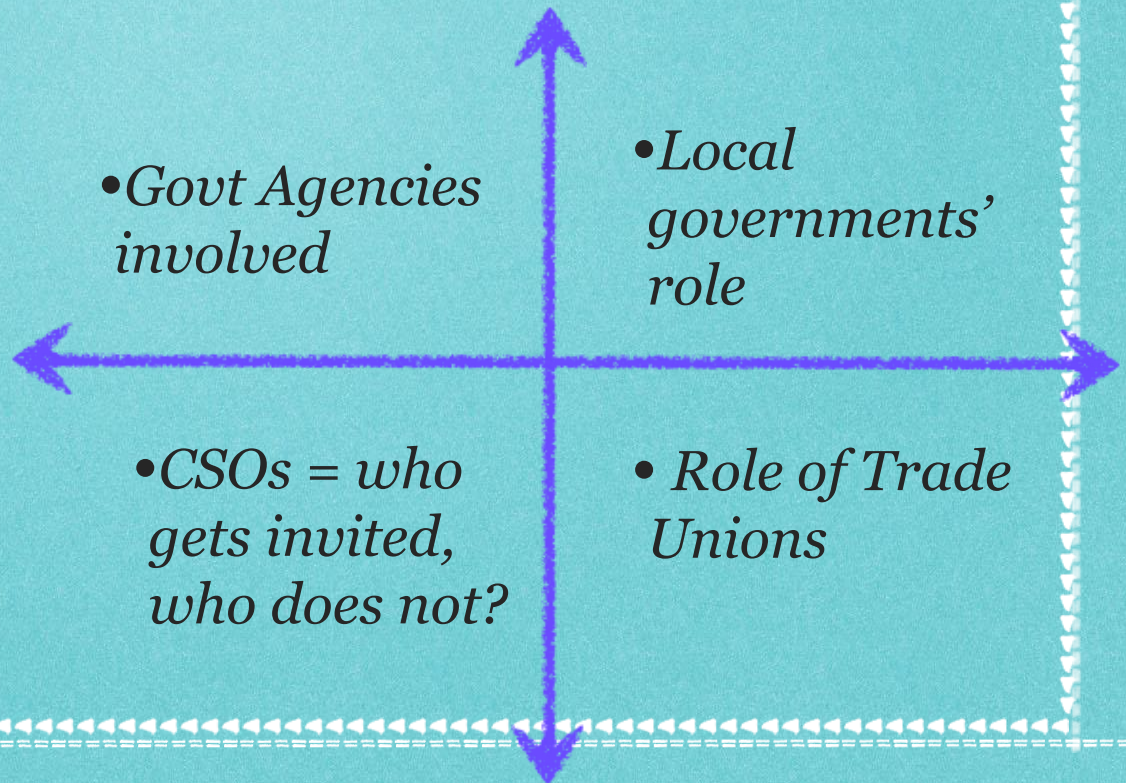 •Govt Agencies
involved
•Local
governments’
role
•CSOs = who
gets invited,
who does not?
• Role of Trade
Unions